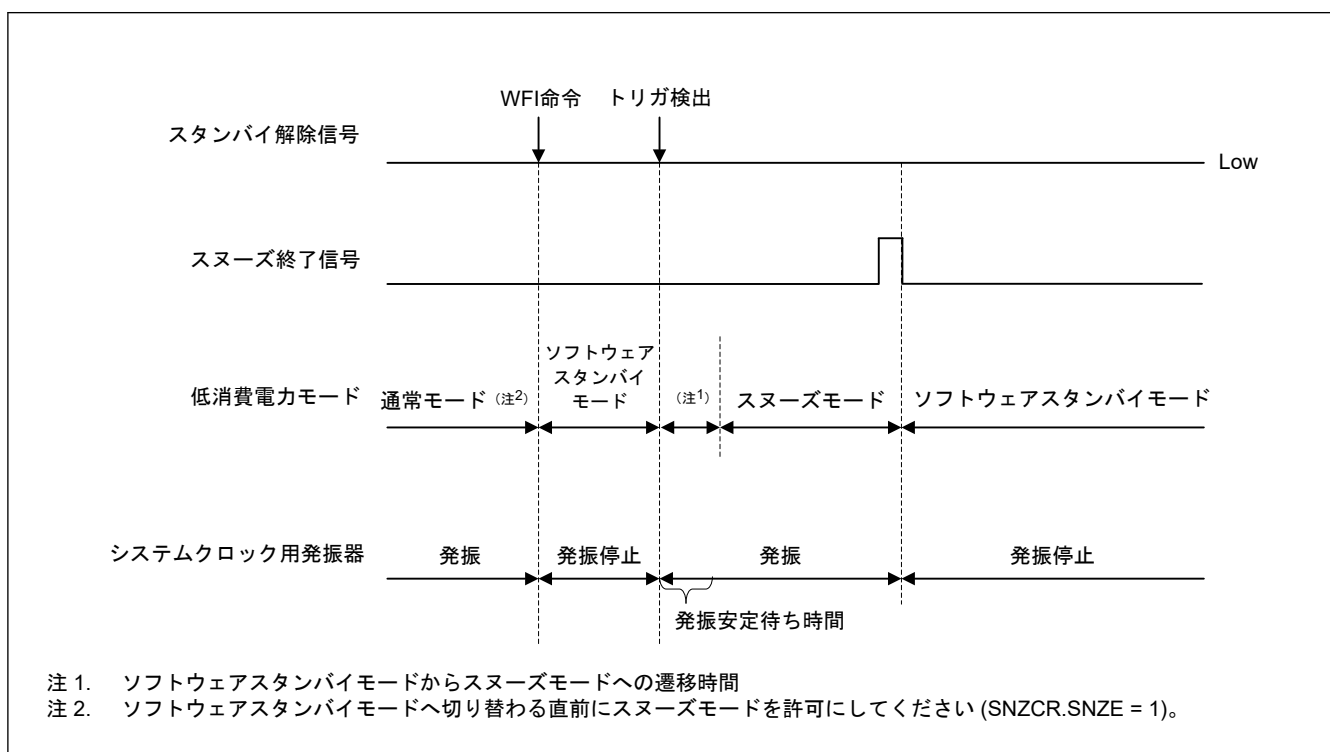 WFI命令 トリガ検出
スタンバイ解除信号
Low
スヌーズ終了信号
低消費電力モード
通常モード (注2)
ソフトウェア
スタンバイ
モード
(注1)
スヌーズモード
ソフトウェアスタンバイモード
システムクロック用発振器
発振 発振停止 発振 発振停止
発振安定待ち時間
注 1. ソフトウェアスタンバイモードからスヌーズモードへの遷移時間
注 2. ソフトウェアスタンバイモードへ切り替わる直前にスヌーズモードを許可にしてください (SNZCR.SNZE = 1)。